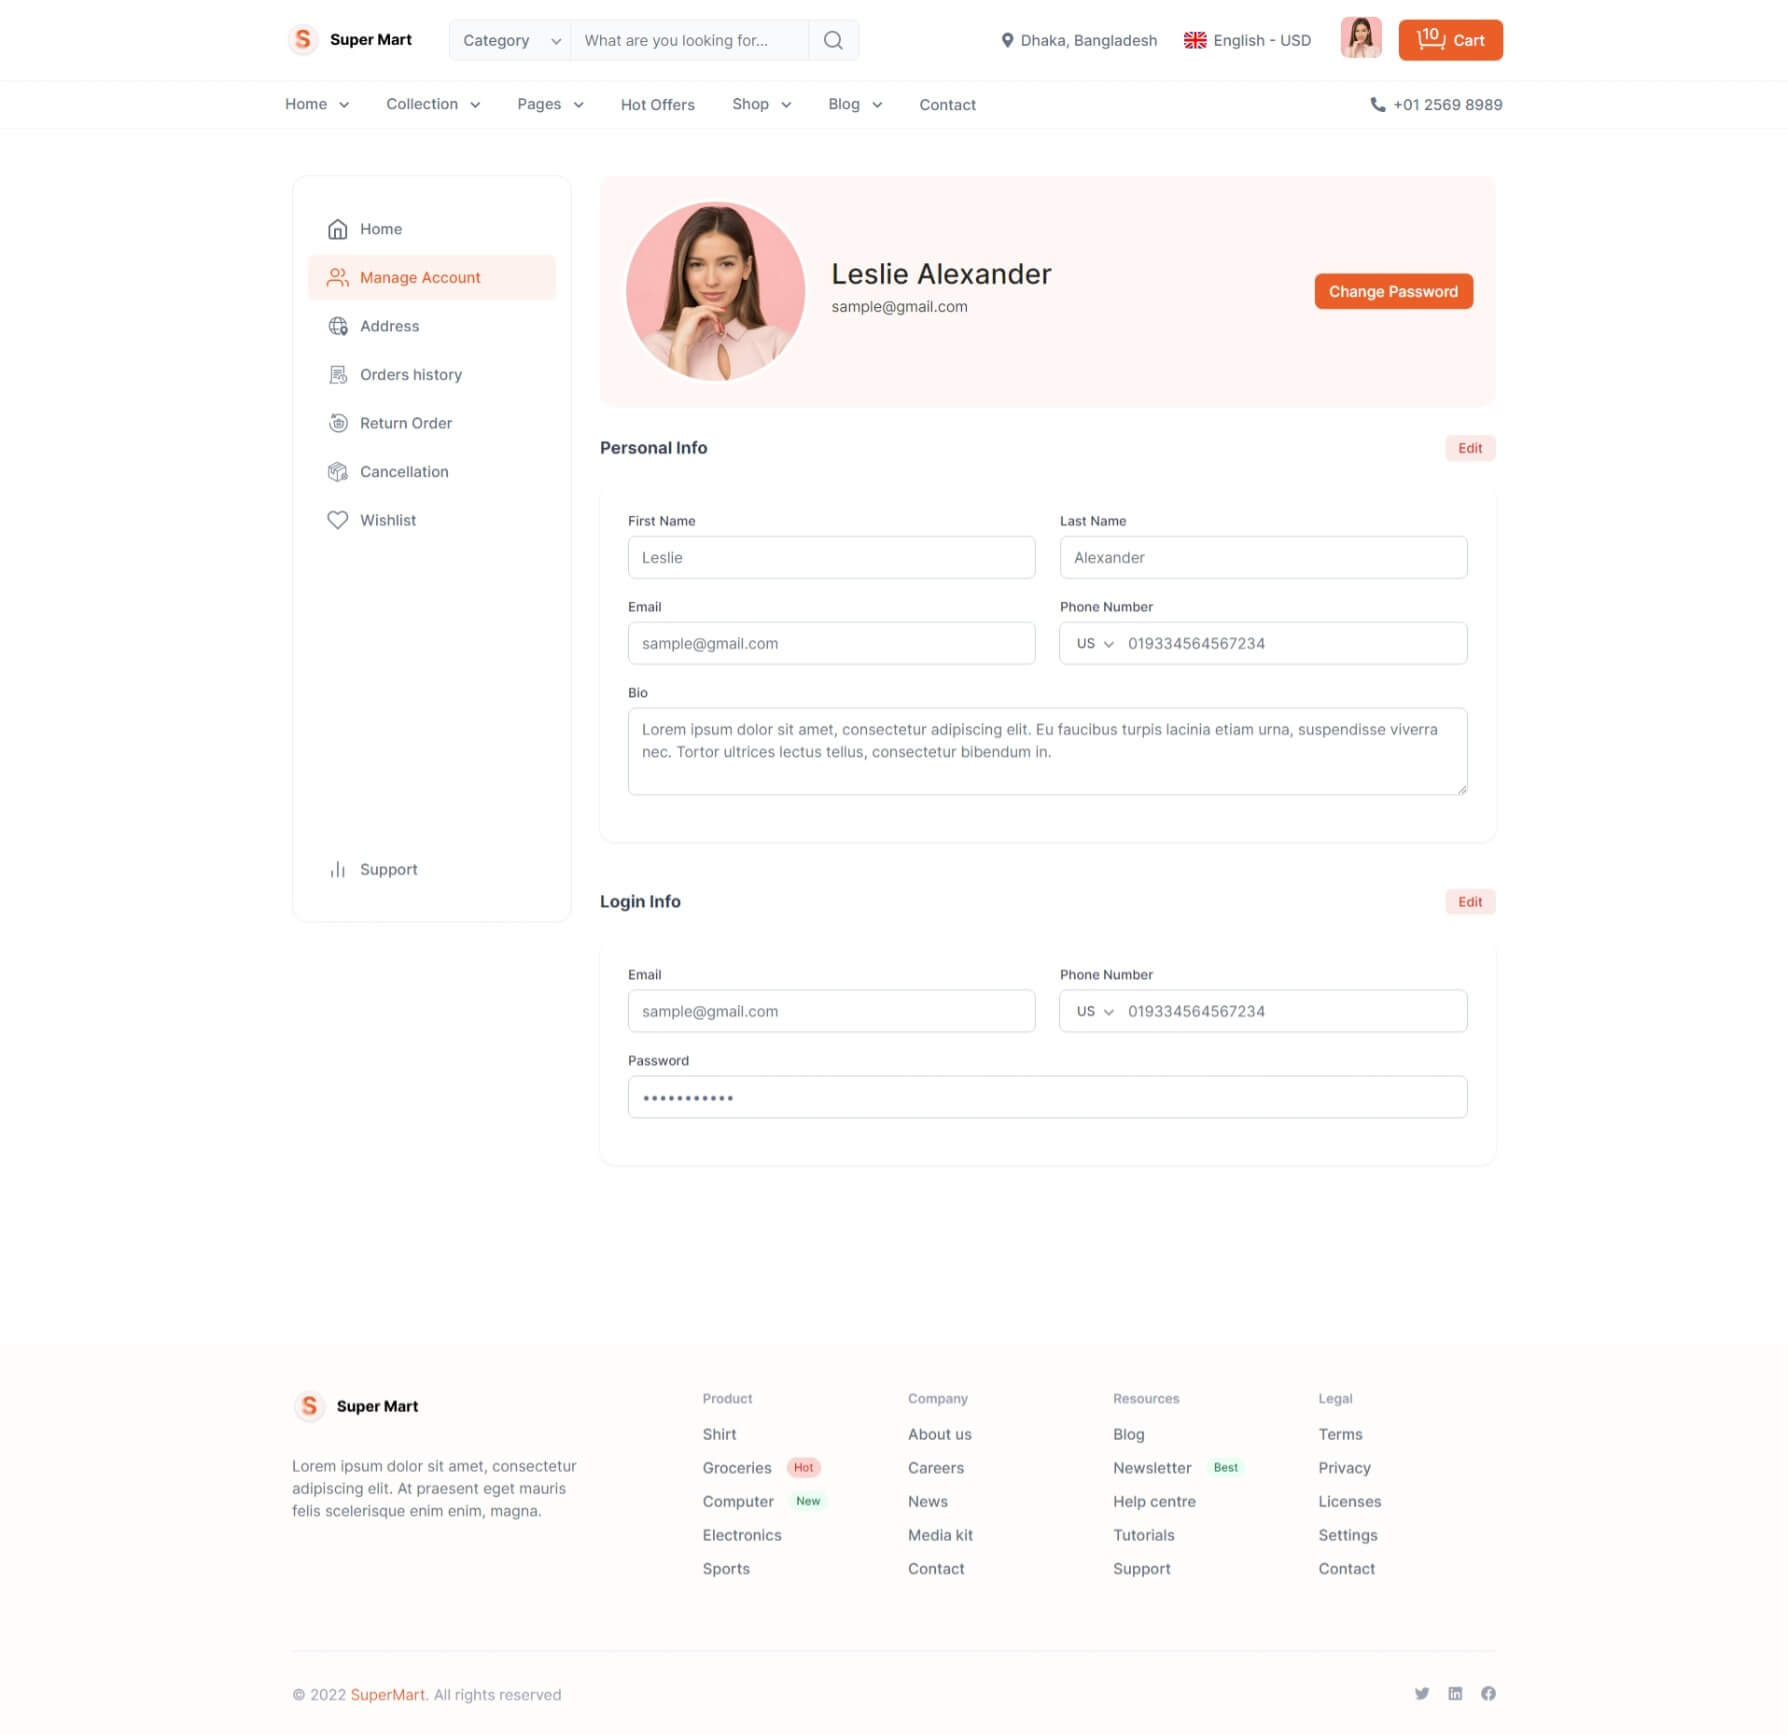 S Super Mart
Category
What are you looking for...
Dhaka, Bangladesh
English - USD
10 Cart
Home
Collection
Pages
Hot Offers
Shop
Blog
Contact
+01 2569 8989
Home
Manage Account
Address
Orders history
Return Order
Cancellation
Wishlist
Support
Leslie Alexander
sample@gmail.com
Change Password
Personal Info
Edit
First Name
Leslie
Last Name
Alexander
Email
sample@gmail.com
Phone Number
US 019334564567234
Bio
Lorem ipsum dolor sit amet, consectetur adipiscing elit. Eu faucibus turpis lacinia etiam urna, suspendisse viverra
nec. Tortor ultrices lectus tellus, consectetur bibendum in.
Login Info
Edit
Email
sample@gmail.com
Phone Number
US 019334564567234
Password
•••••••••••
S Super Mart
Lorem ipsum dolor sit amet, consectetur
adipiscing elit. At praesent eget mauris
felis scelerisque enim enim, magna.
Product
Shirt
Groceries Hot
Computer New
Electronics
Sports
Company
About us
Careers
News
Media kit
Contact
Resources
Blog
Newsletter Best
Help centre
Tutorials
Support
Legal
Terms
Privacy
Licenses
Settings
Contact
© 2022 SuperMart. All rights reserved